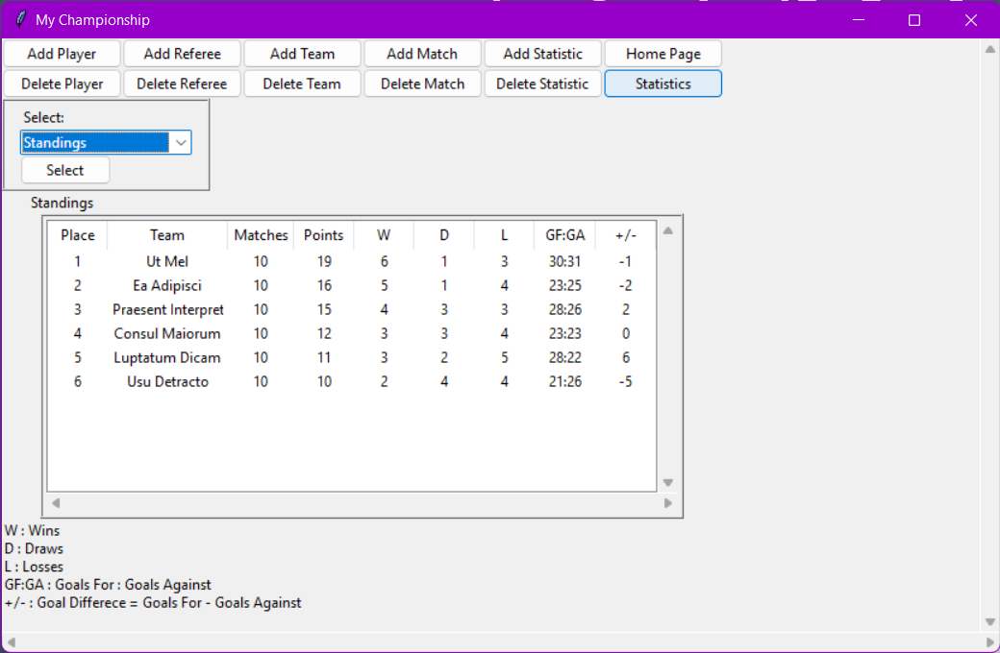 My Championship
Add Player Add Referee Add Team Add Match Add Statistic Home Page
Delete Player Delete Referee Delete Team Delete Match Delete Statistic Statistics
Select:
Standings
Select
Standings
Place Team Matches Points W D L GF:GA +/-
1 Ut Mel 10 19 6 1 3 30:31 -1
2 Ea Adipisci 10 16 5 1 4 23:25 -2
3 Praesent Interpret 10 15 4 3 3 28:26 2
4 Consul Maiorum 10 12 3 3 4 23:23 0
5 Luptatum Dicam 10 11 3 2 5 28:22 6
6 Usu Detracto 10 10 2 4 4 21:26 -5
W : Wins
D : Draws
L : Losses
GF:GA : Goals For : Goals Against
+/- : Goal Differece = Goals For - Goals Against